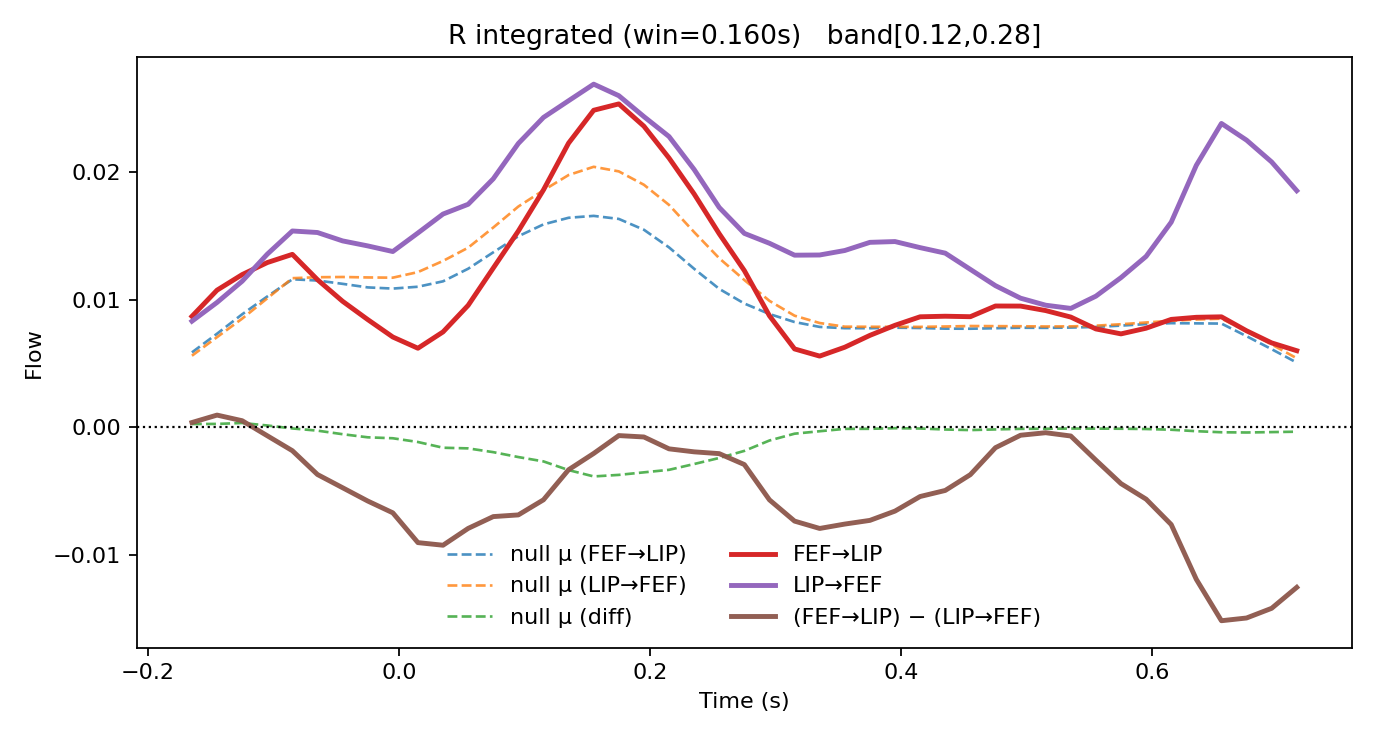 R integrated (win=0.160s)   band[0.12,0.28]
Flow
0.02
0.01
0.00
−0.01
null μ (FEF→LIP)
null μ (LIP→FEF)
null μ (diff)
FEF→LIP
LIP→FEF
(FEF→LIP) − (LIP→FEF)
−0.2 0.0 0.2 0.4 0.6
Time (s)